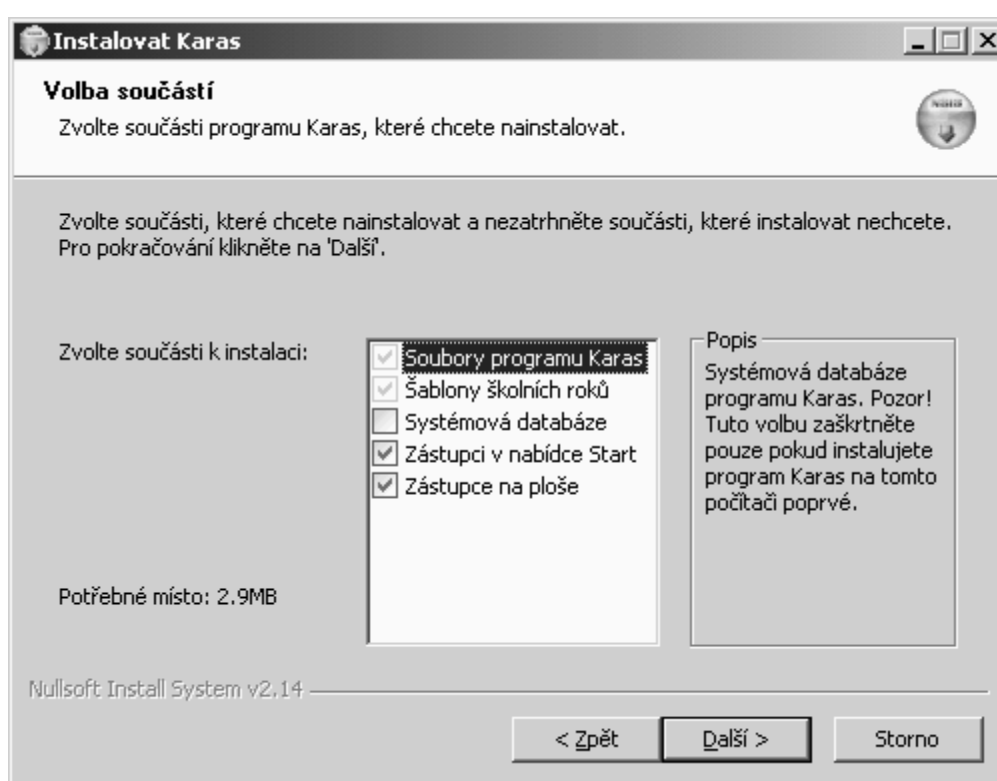 Instalovat Karas
Volba součástí
Zvolte součásti programu Karas, které chcete nainstalovat.
Zvolte součásti, které chcete nainstalovat a nezatrhněte součásti, které instalovat nechcete.
Pro pokračování klikněte na 'Další'.
Zvolte součásti k instalaci:
Soubory programu Karas
Šablony školních roků
Systémová databáze
Zástupci v nabídce Start
Zástupce na ploše
Popis
Systémová databáze
programu Karas. Pozor!
Tuto volbu zaškrtněte
pouze pokud instalujete
program Karas na tomto
počítači poprvé.
Potřebné místo: 2.9MB
Nullsoft Install System v2.14
< Zpět
Další >
Storno